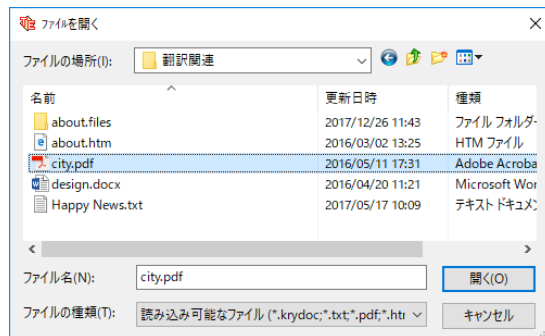 ファイルを開く
ファイルの場所(I): 翻訳関連
名前 更新日時 種類
about.files 2017/12/26 11:43 ファイル フォルダー
about.htm 2016/03/02 13:25 HTM ファイル
city.pdf 2016/05/11 17:31 Adobe Acroba
design.docx 2016/04/20 11:21 Microsoft Wor
Happy News.txt 2017/05/17 10:09 テキスト ドキュメ
ファイル名(N): city.pdf 開く(O)
ファイルの種類(T): 読み込み可能なファイル (*.krydoc;*.txt;*.pdf;*.htı キャンセル